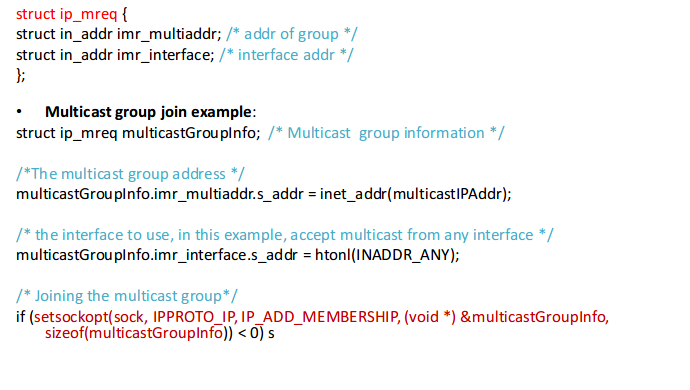 struct ip_mreq {
struct in_addr imr_multiaddr; /* addr of group */
struct in_addr imr_interface; /* interface addr */
};
• Multicast group join example:
struct ip_mreq multicastGroupInfo; /* Multicast group information */
/*The multicast group address */
multicastGroupInfo.imr_multiaddr.s_addr = inet_addr(multicastIPAddr);
/* the interface to use, in this example, accept multicast from any interface */
multicastGroupInfo.imr_interface.s_addr = htonl(INADDR_ANY);
/* Joining the multicast group*/
if (setsockopt(sock, IPPROTO_IP, IP_ADD_MEMBERSHIP, (void *) &multicastGroupInfo,
sizeof(multicastGroupInfo)) < 0) s